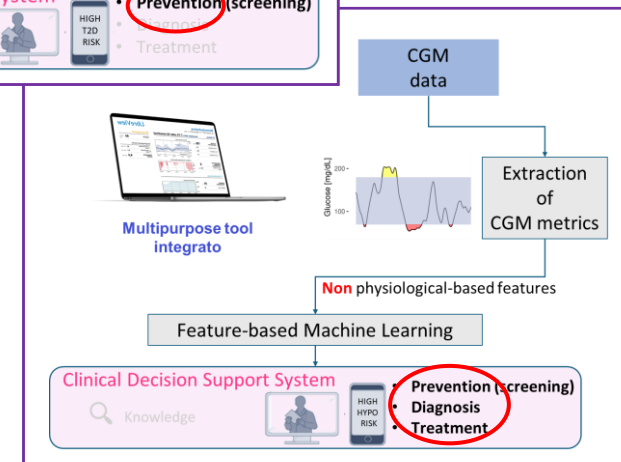 Prevention (screening)
Diagnosis
Treatment
HIGH
T2D
RISK
CGM
data
Extraction
of
CGM metrics
Glucose [mg/dL]
200
100
Multipurpose tool
integrato
Non physiological-based features
Feature-based Machine Learning
Clinical Decision Support System
Knowledge
HIGH
HYPO
RISK
Prevention (screening)
Diagnosis
Treatment